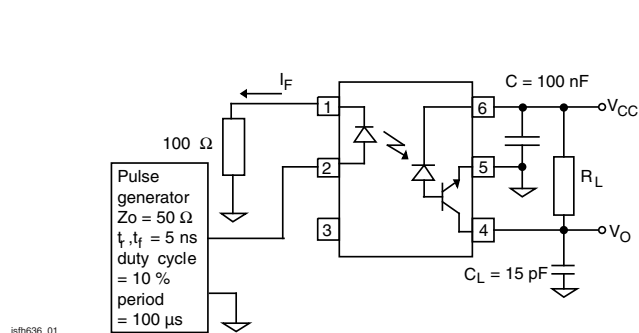 I_F
C = 100 nF
1
6
V_CC
100 Ω
2
5
R_L
Pulse
generator
Zo = 50 Ω
t_r ,t_f = 5 ns
duty cycle
= 10 %
period
= 100 µs
3
4
V_O
C_L = 15 pF
isfh636_01